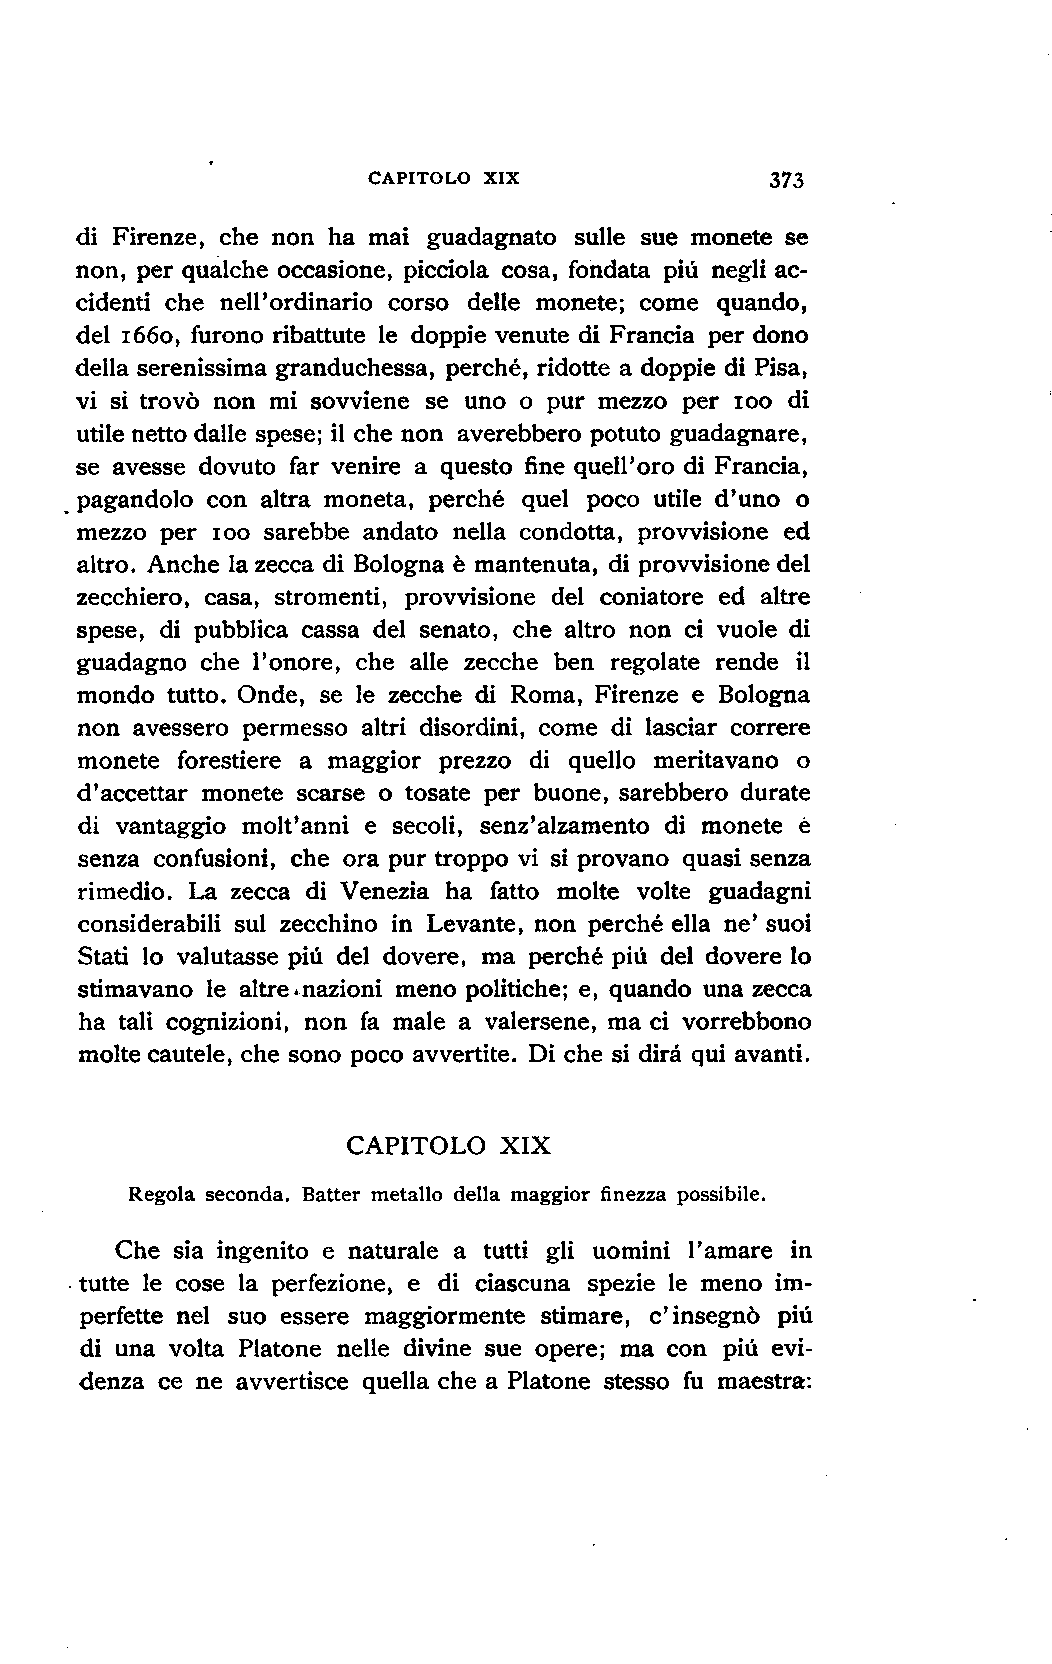 CAPITOLO XIX 373
di Firenze, che non ha mai guadagnato sulle sue monete se
non, per qualche occasione, picciola cosa, fondata piú negli ac-
cidenti che nell'ordinario corso delle monete; come quando,
del 1660, furono ribattute le doppie venute di Francia per dono
della serenissima granduchessa, perché, ridotte a doppie di Pisa,
vi si trovò non mi sovviene se uno o pur mezzo per 100 di
utile netto dalle spese; il che non averebbero potuto guadagnare,
se avesse dovuto far venire a questo fine quell'oro di Francia,
pagandolo con altra moneta, perché quel poco utile d'uno o
mezzo per 100 sarebbe andato nella condotta, provvisione ed
altro. Anche la zecca di Bologna è mantenuta, di provvisione del
zecchiero, casa, stromenti, provvisione del coniatore ed altre
spese, di pubblica cassa del senato, che altro non ci vuole di
guadagno che l'onore, che alle zecche ben regolate rende il
mondo tutto. Onde, se le zecche di Roma, Firenze e Bologna
non avessero permesso altri disordini, come di lasciar correre
monete forestiere a maggior prezzo di quello meritavano o
d'accettar monete scarse o tosate per buone, sarebbero durate
di vantaggio molt'anni e secoli, senz'alzamento di monete e
senza confusioni, che ora pur troppo vi si provano quasi senza
rimedio. La zecca di Venezia ha fatto molte volte guadagni
considerabili sul zecchino in Levante, non perché ella ne' suoi
Stati lo valutasse piú del dovere, ma perché piú del dovere lo
stimavano le altre nazioni meno politiche; e, quando una zecca
ha tali cognizioni, non fa male a valersene, ma ci vorrebbono
molte cautele, che sono poco avvertite. Di che si dirá qui avanti.
CAPITOLO XIX
Regola seconda. Batter metallo della maggior finezza possibile.
Che sia ingenito e naturale a tutti gli uomini l'amare in
tutte le cose la perfezione, e di ciascuna spezie le meno im-
perfette nel suo essere maggiormente stimare, c'insegnò piú
di una volta Platone nelle divine sue opere; ma con piú evi-
denza ce ne avvertisce quella che a Platone stesso fu maestra: